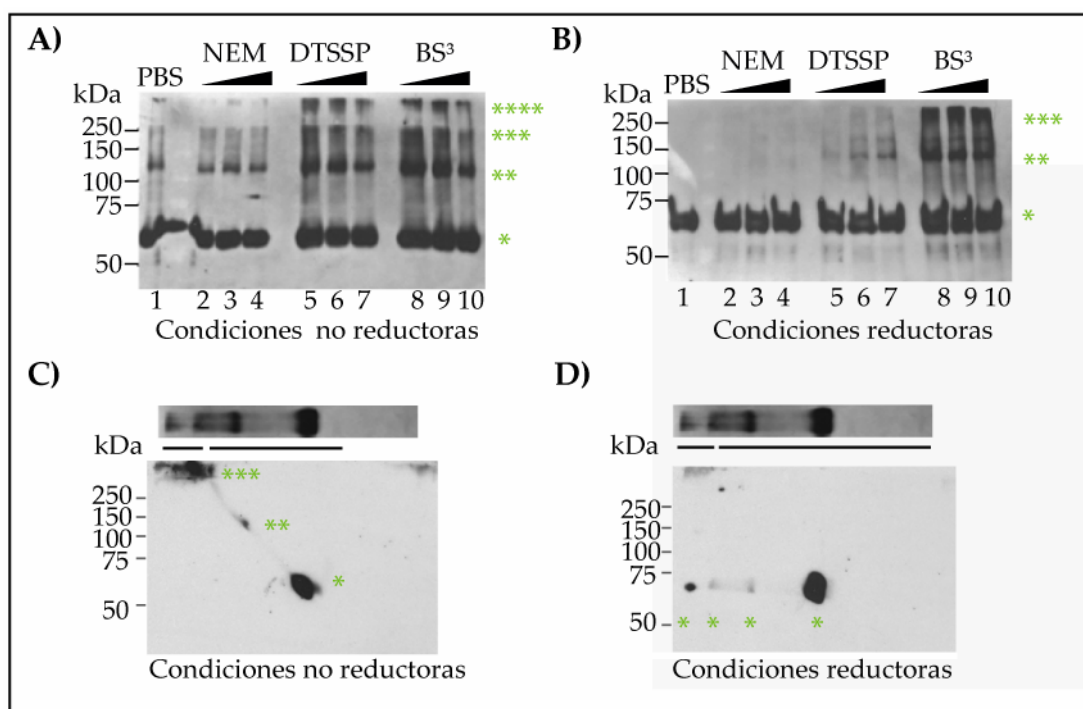 A)
NEM DTSSP BS³
PBS
kDa
250
150
100
75
50
****
***
**
*
1 2 3 4 5 6 7 8 9 10
Condiciones no reductoras
B)
NEM DTSSP BS³
PBS
kDa
250
150
100
75
50
***
**
*
1 2 3 4 5 6 7 8 9 10
Condiciones reductoras
C)
kDa
250
150
100
75
50
***
**
*
Condiciones no reductoras
D)
kDa
250
150
100
75
50
* * * *
Condiciones reductoras